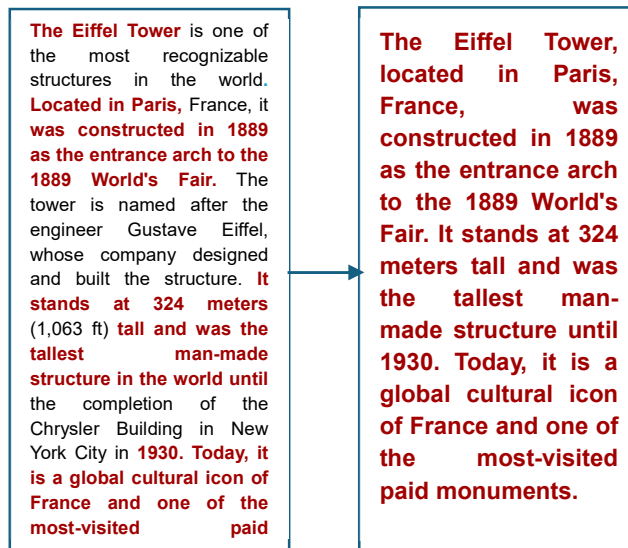 The Eiffel Tower is one of
the most recognizable
structures in the world.
Located in Paris, France, it
was constructed in 1889
as the entrance arch to the
1889 World's Fair. The
tower is named after the
engineer Gustave Eiffel,
whose company designed
and built the structure. It
stands at 324 meters
(1,063 ft) tall and was the
tallest man-made
structure in the world until
the completion of the
Chrysler Building in New
York City in 1930. Today, it
is a global cultural icon of
France and one of the
most-visited paid
The Eiffel Tower,
located in Paris,
France, was
constructed in 1889
as the entrance arch
to the 1889 World's
Fair. It stands at 324
meters tall and was
the tallest man-
made structure until
1930. Today, it is a
global cultural icon
of France and one of
the most-visited
paid monuments.